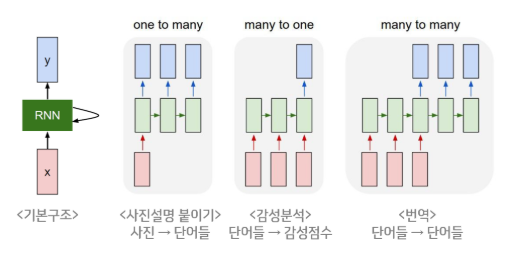 one to many
many to one
many to many
y
RNN
x
<기본구조>
<사진설명 붙이기>
사진 → 단어들
<감성분석>
단어들 → 감성점수
<번역>
단어들 → 단어들